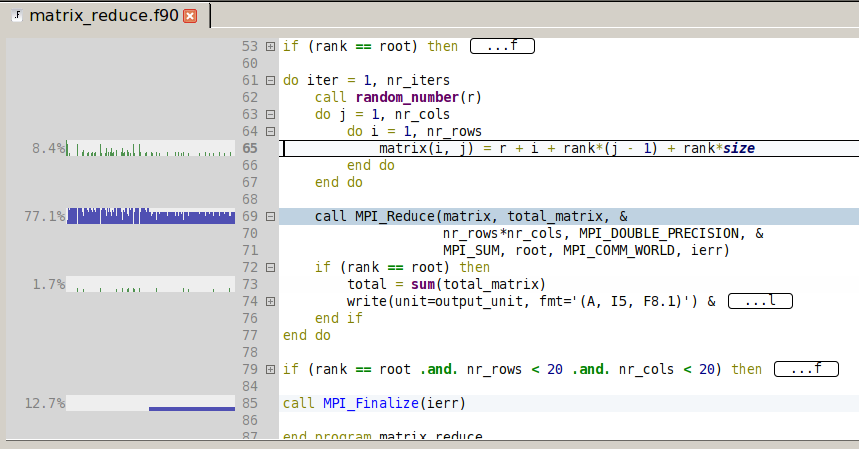 .F matrix_reduce.f90
53 if (rank == root) then ...f
60
61 do iter = 1, nr_iters
62 call random_number(r)
63 do j = 1, nr_cols
64 do i = 1, nr_rows
8.4% 65 matrix(i, j) = r + i + rank*(j - 1) + rank*size
66 end do
67 end do
68
77.1% 69 call MPI_Reduce(matrix, total_matrix, &
70 nr_rows*nr_cols, MPI_DOUBLE_PRECISION, &
71 MPI_SUM, root, MPI_COMM_WORLD, ierr)
72 if (rank == root) then
1.7% 73 total = sum(total_matrix)
74 write(unit=output_unit, fmt='(A, I5, F8.1)') & ...l
76 end if
77 end do
78
79 if (rank == root .and. nr_rows < 20 .and. nr_cols < 20) then ...f
84
12.7% 85 call MPI_Finalize(ierr)
86
87 end program matrix_reduce